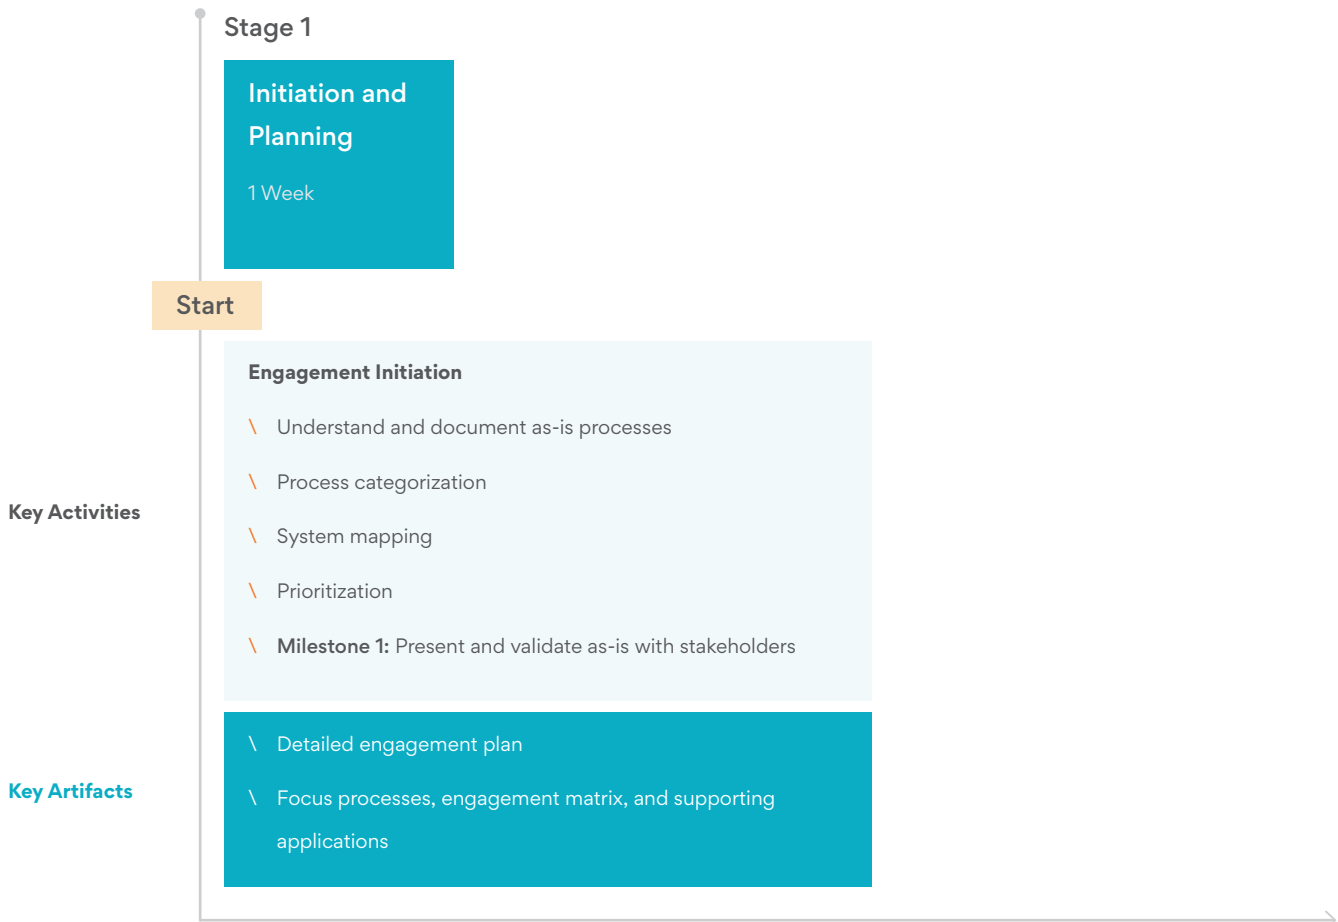 Stage 1
Initiation and
Planning
1 Week
Start
Engagement Initiation
\ Understand and document as-is processes
\ Process categorization
Key Activities
\ System mapping
\ Prioritization
\ Milestone 1: Present and validate as-is with stakeholders
\ Detailed engagement plan
Key Artifacts
\ Focus processes, engagement matrix, and supporting
applications